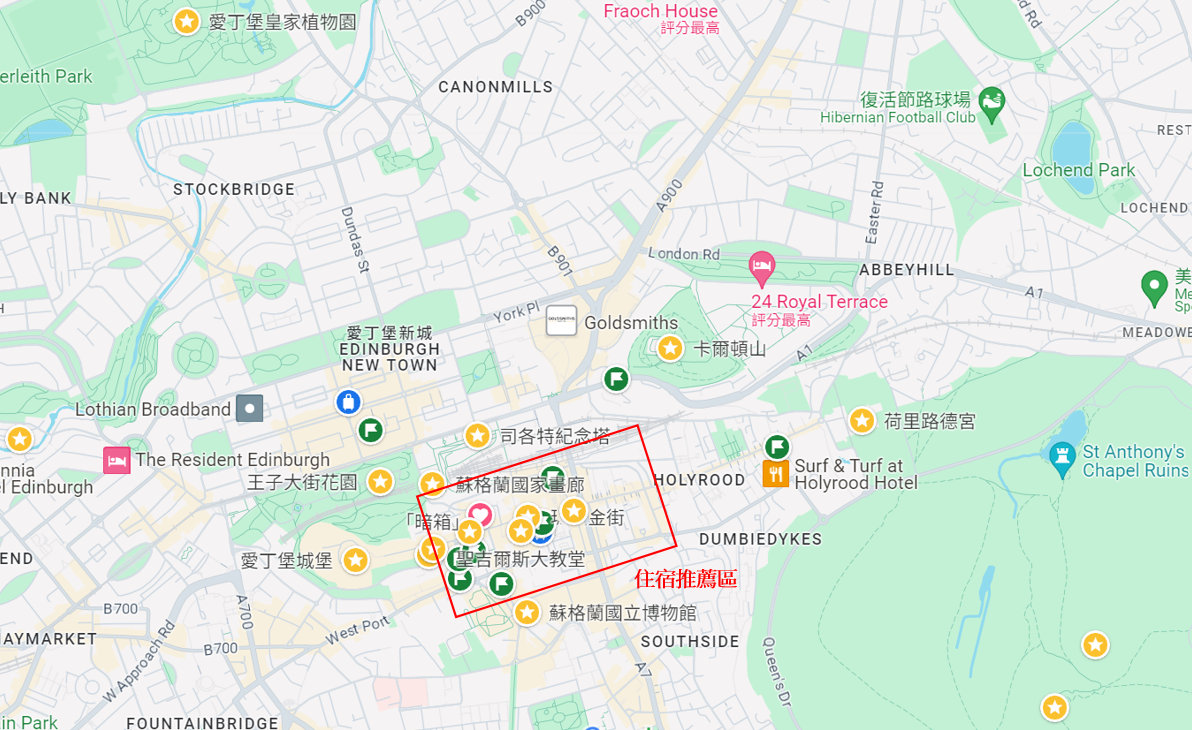 愛丁堡皇家植物園
B900
Fraoch House
評分最高
d Rd
erleith Park
CANONMILLS
復活節路球場
Hibernian Football Club
REST
Lochend Park
STOCKBRIDGE
LY BANK
A900
LOCHEND
Dundas St
Easter Rd
B901
London Rd
ABBEYHILL
美
Me
Spo
A1
24 Royal Terrace
評分最高
York Pl
GOLDSMITHS
Goldsmiths
MEADOWB
愛丁堡新城
EDINBURGH
NEW TOWN
卡爾頓山
A1
Lothian Broadband
荷里路德宮
司各特紀念塔
nnia
el Edinburgh
The Resident Edinburgh
王子大街花園
蘇格蘭國家畫廊
HOLYROOD
Surf & Turf at
Holyrood Hotel
St Anthony's
Chapel Ruins
「暗箱」
金街
DUMBIEDYKES
愛丁堡城堡
聖吉爾斯大教堂
END
住宿推薦區
B700
A700
蘇格蘭國立博物館
West Port
AYMARKET
B700
W Approach Rd
SOUTHSIDE
A7
Queen's Dr
in Park
FOUNTAINBRIDGE